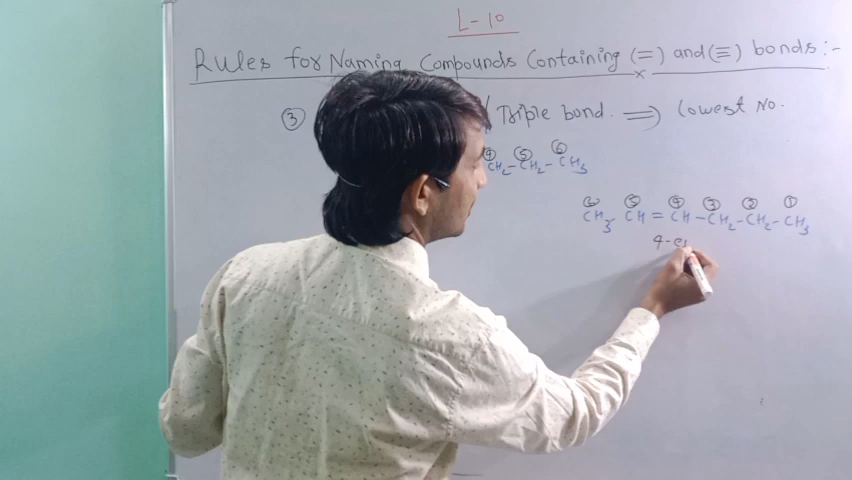 L-10
Rules for Naming Compounds Containing (=) and (≡) bonds:-
×
③ / Triple bond. ⇒ lowest No.
④ ⑤ ⑥
CH₂-CH₂-CH₃
⑥ ⑤ ④ ③ ② ①
CH₃ CH=CH-CH₂-CH₂-CH₃
4-e